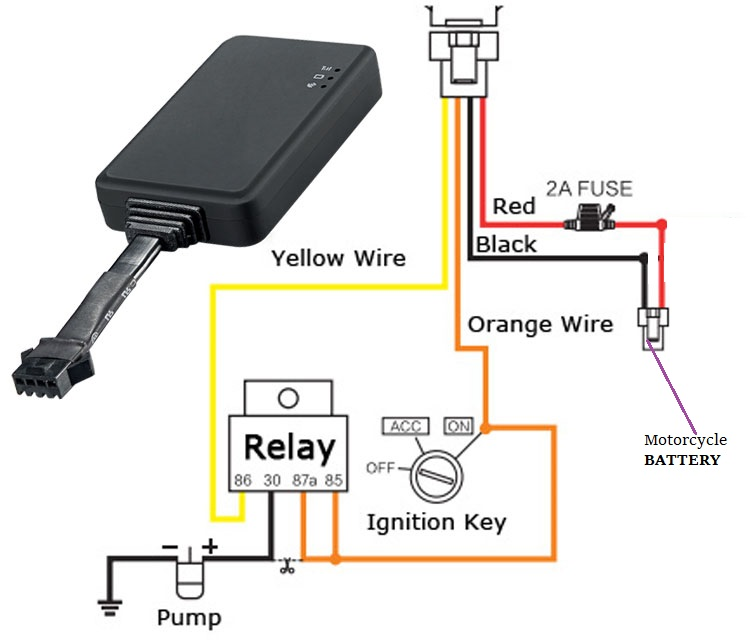 2A FUSE
Red
Black
Yellow Wire
Orange Wire
Motorcycle
BATTERY
Relay
86 30 87a 85
ACC ON
OFF
Ignition Key
− +
Pump